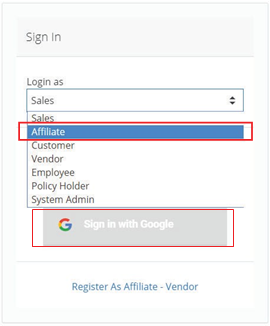 Sign In
Login as
Sales
Sales
Affiliate
Customer
Vendor
Employee
Policy Holder
System Admin
Sign in with Google
Register As Affiliate - Vendor